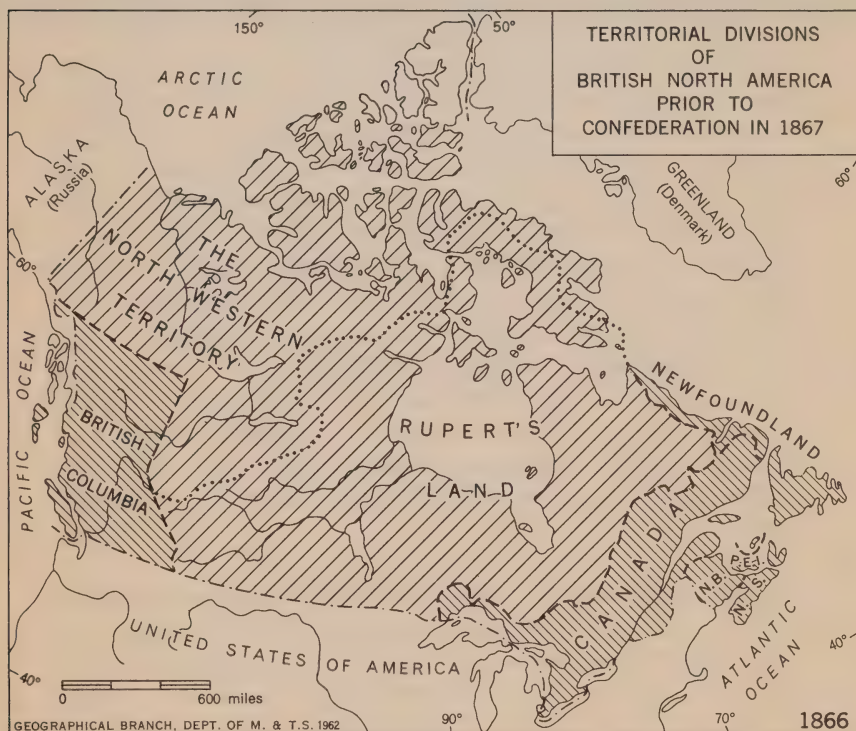 TERRITORIAL DIVISIONS
OF
BRITISH NORTH AMERICA
PRIOR TO
CONFEDERATION IN 1867
150°
50°
ARCTIC
OCEAN
ALASKA
(Russia)
GREENLAND
(Denmark)
60°
60°
THE
NORTH WESTERN
TERRITORY
PACIFIC OCEAN
BRITISH
COLUMBIA
RUPERT'S
LAND
NEWFOUNDLAND
CANADA
P.E.I.
N.B.
N.S.
UNITED STATES OF AMERICA
ATLANTIC
OCEAN
40°
40°
0 600 miles
GEOGRAPHICAL BRANCH, DEPT. OF M. & T.S. 1962
90°
70°
1866